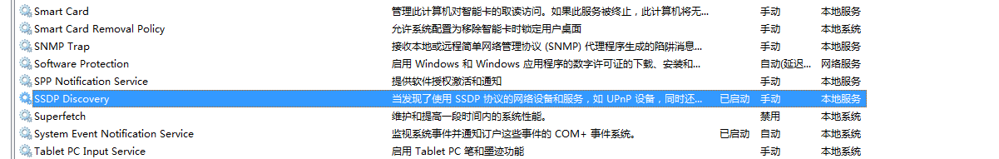 Smart Card 管理此计算机对智能卡的取读访问。如果此服务被终止，此计算机将无... 手动 本地服务
Smart Card Removal Policy 允许系统配置为移除智能卡时锁定用户桌面 手动 本地系统
SNMP Trap 接收本地或远程简单网络管理协议 (SNMP) 代理程序生成的陷阱消息... 手动 本地服务
Software Protection 启用 Windows 和 Windows 应用程序的数字许可证的下载、安装和... 自动(延迟... 网络服务
SPP Notification Service 提供软件授权激活和通知 手动 本地服务
SSDP Discovery 当发现了使用 SSDP 协议的网络设备和服务，如 UPnP 设备，同时还... 已启动 手动 本地服务
Superfetch 维护和提高一段时间内的系统性能。 禁用 本地系统
System Event Notification Service 监视系统事件并通知订户这些事件的 COM+ 事件系统。 已启动 自动 本地系统
Tablet PC Input Service 启用 Tablet PC 笔和墨迹功能 手动 本地系统